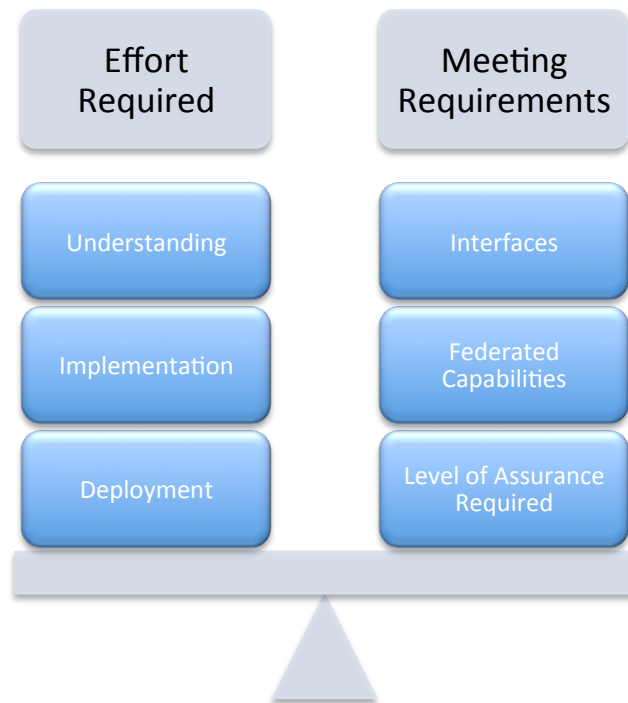 Effort
Required
Meeting
Requirements
Understanding
Implementation
Deployment
Interfaces
Federated
Capabilities
Level of Assurance
Required